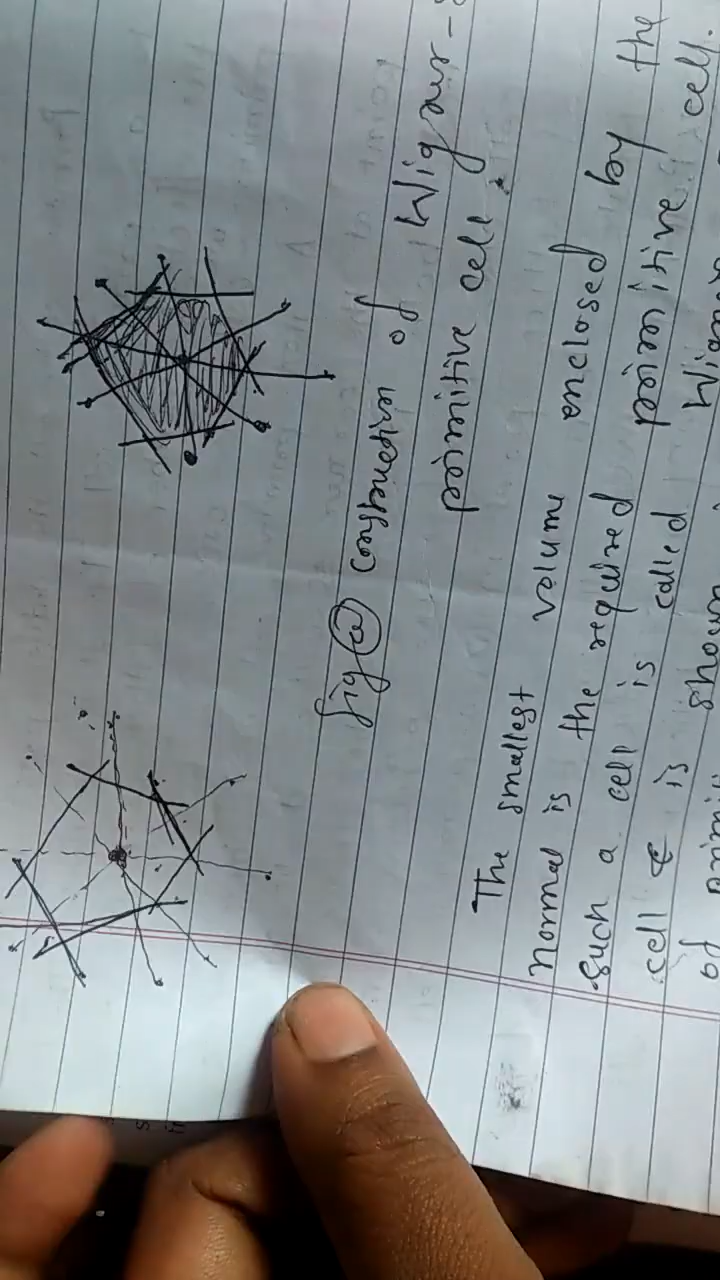 fig (a) construction of Wigner-
primitive cell.
The smallest volume enclosed by the
normal is the required primitive cell.
Such a cell is called
cell & is shown
of